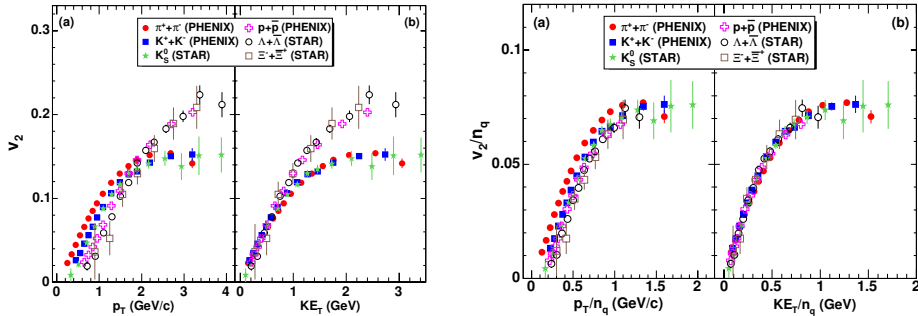 (a)
π⁺+π⁻ (PHENIX)
K⁺+K⁻ (PHENIX)
K⁰S (STAR)
p+p̅ (PHENIX)
Λ+Λ̅ (STAR)
Ξ⁻+Ξ̅⁺ (STAR)
(b)
v₂
0.3
0.2
0.1
0
0 1 2 3 4
p_T (GeV/c)
0 1 2 3
KE_T (GeV)
(a)
π⁺+π⁻ (PHENIX)
K⁺+K⁻ (PHENIX)
K⁰S (STAR)
p+p̅ (PHENIX)
Λ+Λ̅ (STAR)
Ξ⁻+Ξ̅⁺ (STAR)
(b)
v₂/n_q
0.1
0.05
0
0 0.5 1 1.5 2
p_T/n_q (GeV/c)
0 0.5 1 1.5 2
KE_T/n_q (GeV)